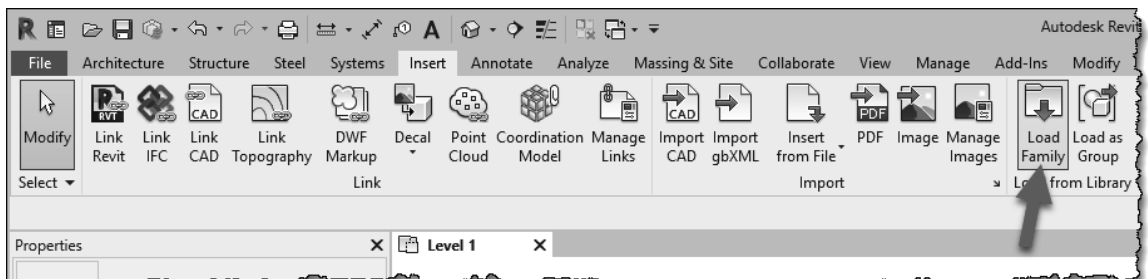 Autodesk Revit
File Architecture Structure Steel Systems Insert Annotate Analyze Massing & Site Collaborate View Manage Add-Ins Modify
RVT CAD CAD PDF
Modify Link Link Link Link DWF Decal Point Coordination Manage Import Import Insert PDF Image Manage Load Load as
Revit IFC CAD Topography Markup Cloud Model Links CAD gbXML from File Images Family Group
Select Link Import from Library
Properties X Level 1 X